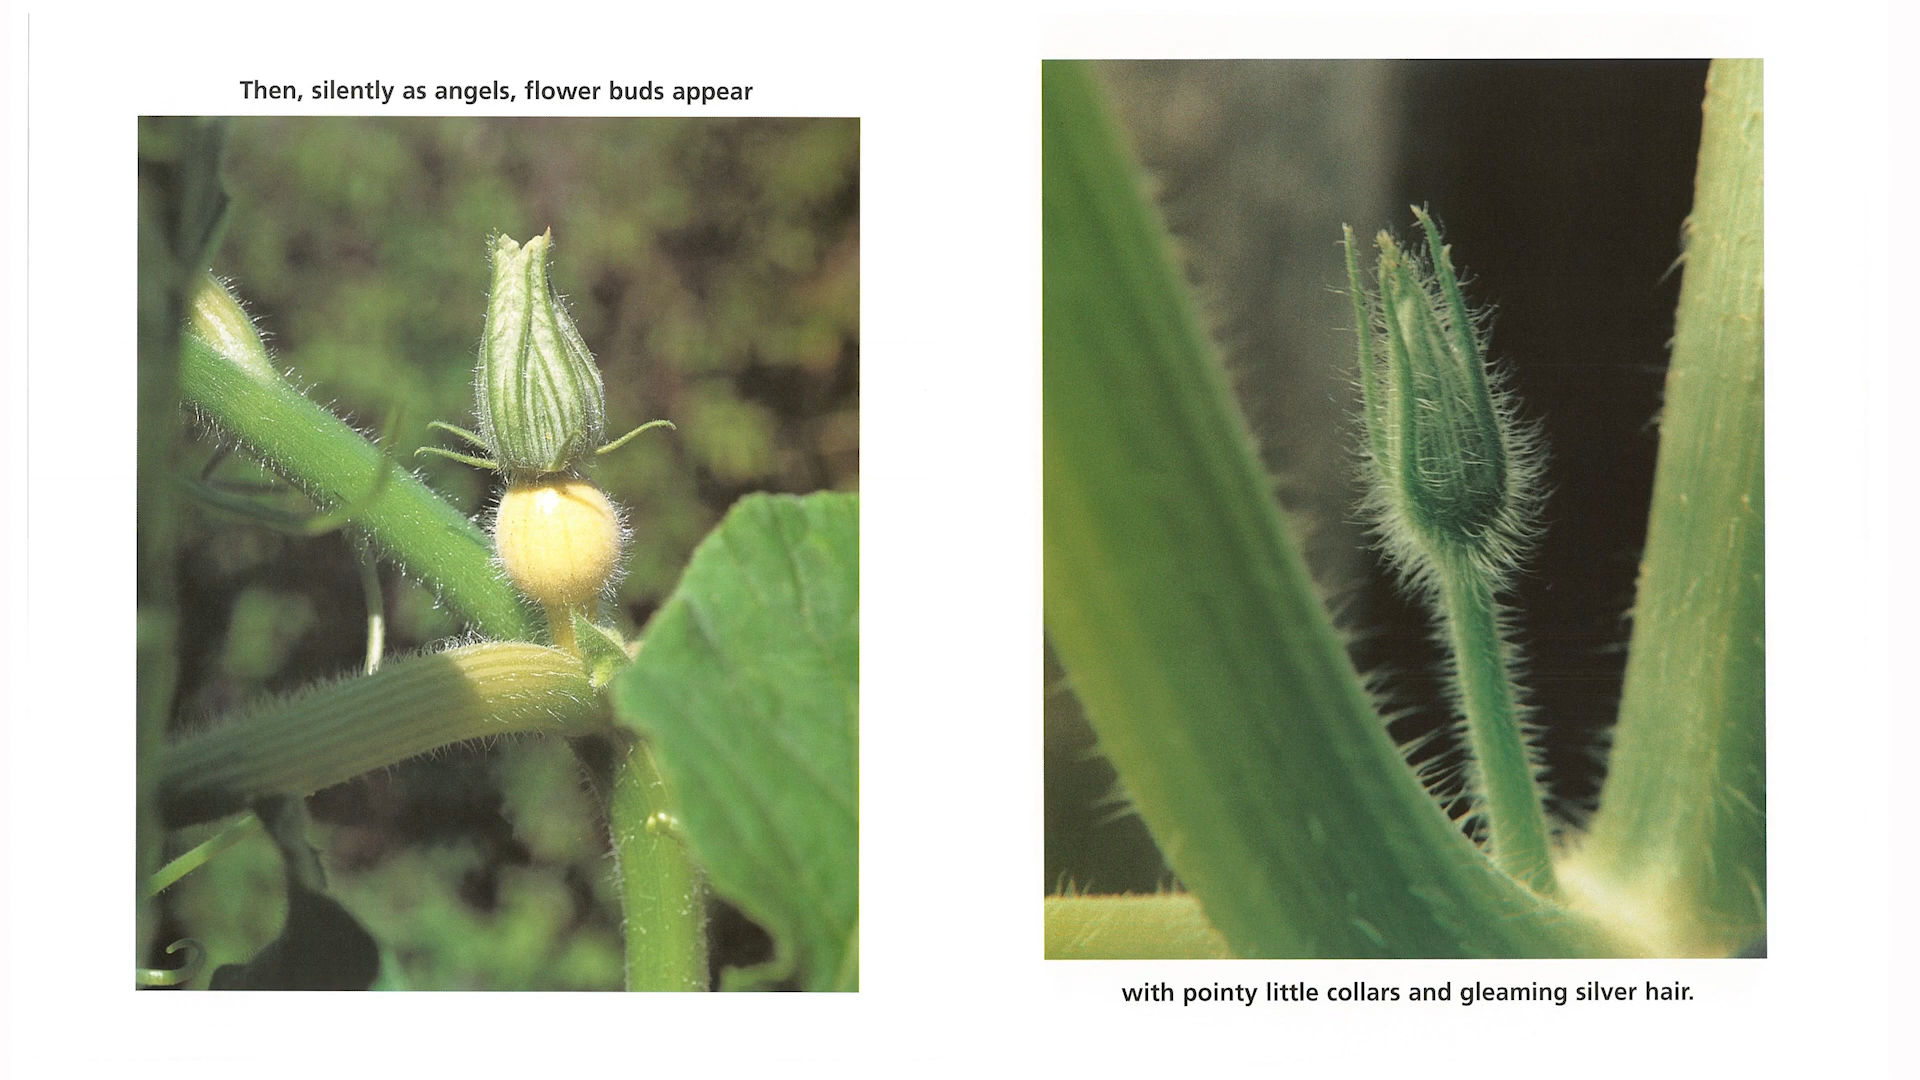 Then, silently as angels, flower buds appear
with pointy little collars and gleaming silver hair.